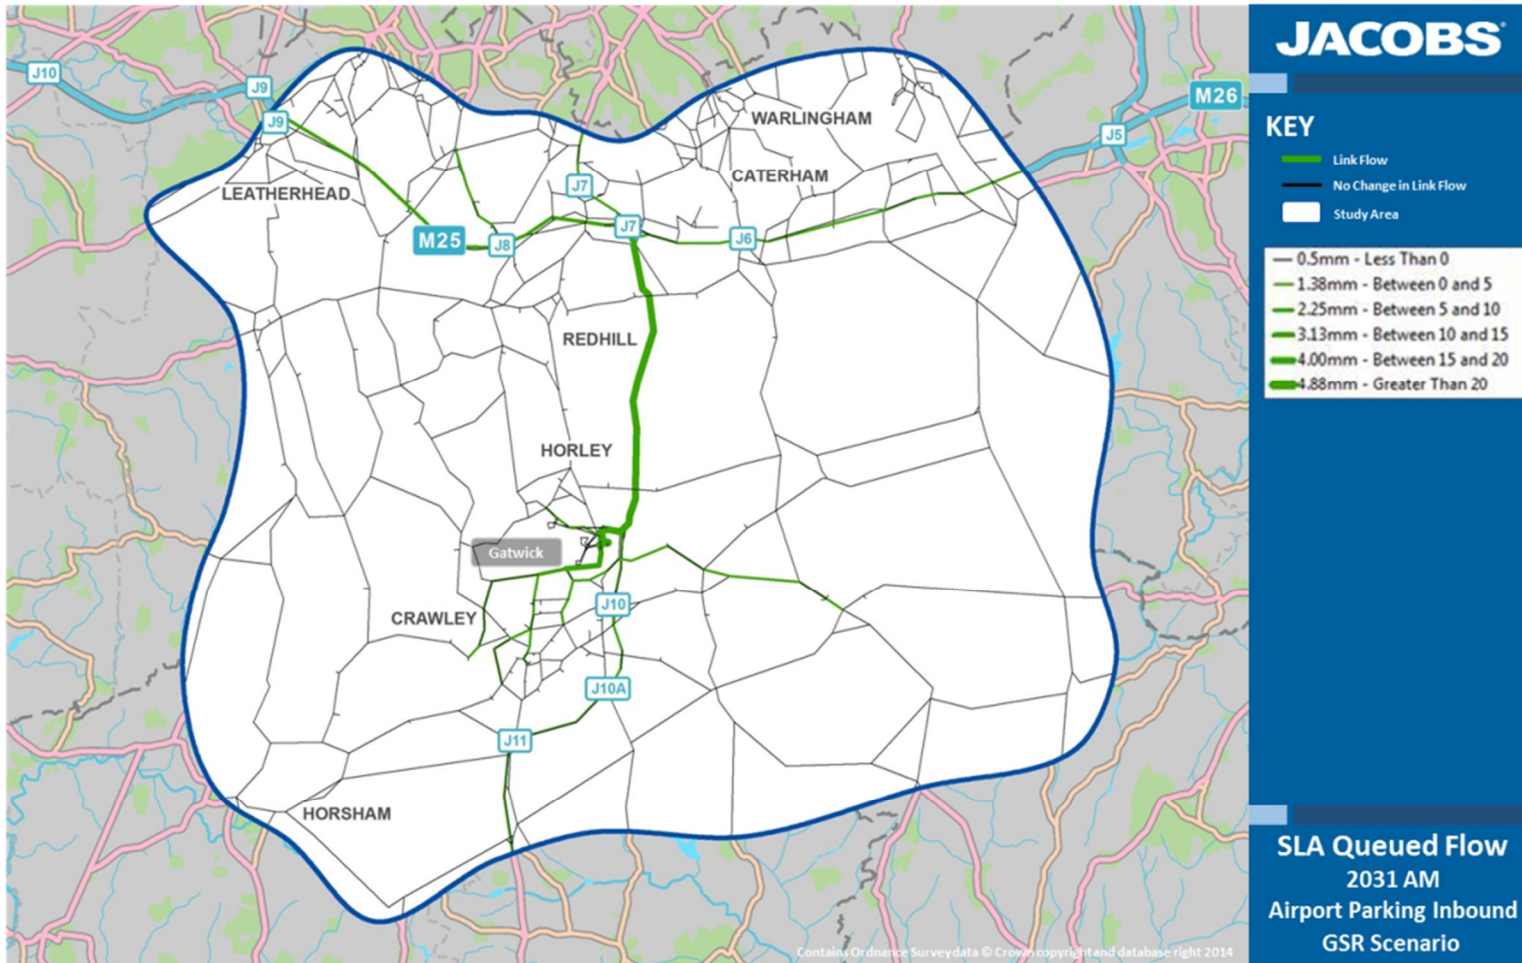 JACOBS
KEY
Link Flow
No Change in Link Flow
Study Area
0.5mm - Less Than 0
1.38mm - Between 0 and 5
2.25mm - Between 5 and 10
3.13mm - Between 10 and 15
4.00mm - Between 15 and 20
4.88mm - Greater Than 20
J10
J9
J9
M26
J5
WARLINGHAM
CATERHAM
LEATHERHEAD
J7
J7
M25
J8
J6
REDHILL
HORLEY
Gatwick
CRAWLEY
J10
J10A
J11
HORSHAM
SLA Queued Flow
2031 AM
Airport Parking Inbound
GSR Scenario
Contains Ordnance Survey data © Crown copyright and database right 2014